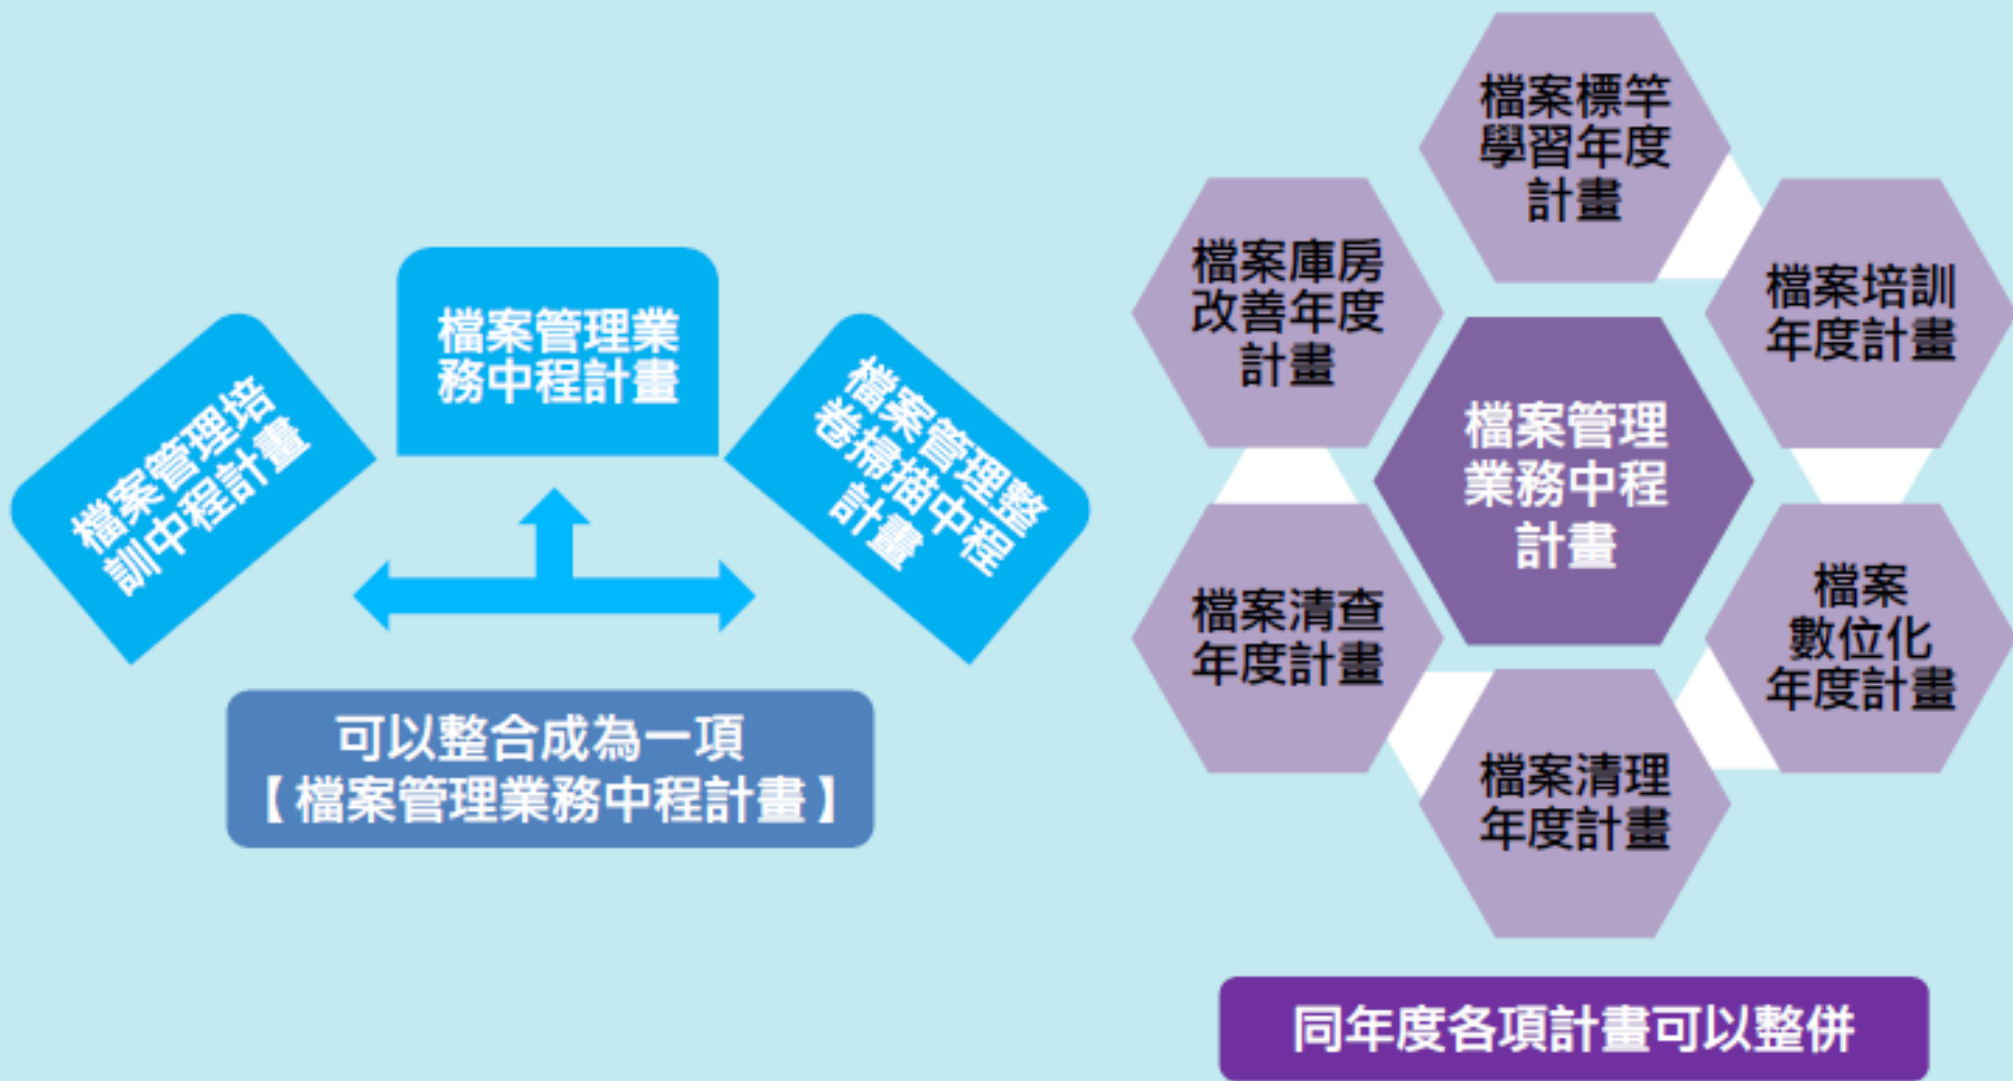 檔案管理培
訓中程計畫
檔案管理業
務中程計畫
檔案管理整
卷掃描中程
計畫
可以整合成為一項
【檔案管理業務中程計畫】
檔案標竿
學習年度
計畫
檔案庫房
改善年度
計畫
檔案培訓
年度計畫
檔案管理
業務中程
計畫
檔案清查
年度計畫
檔案
數位化
年度計畫
檔案清理
年度計畫
同年度各項計畫可以整併